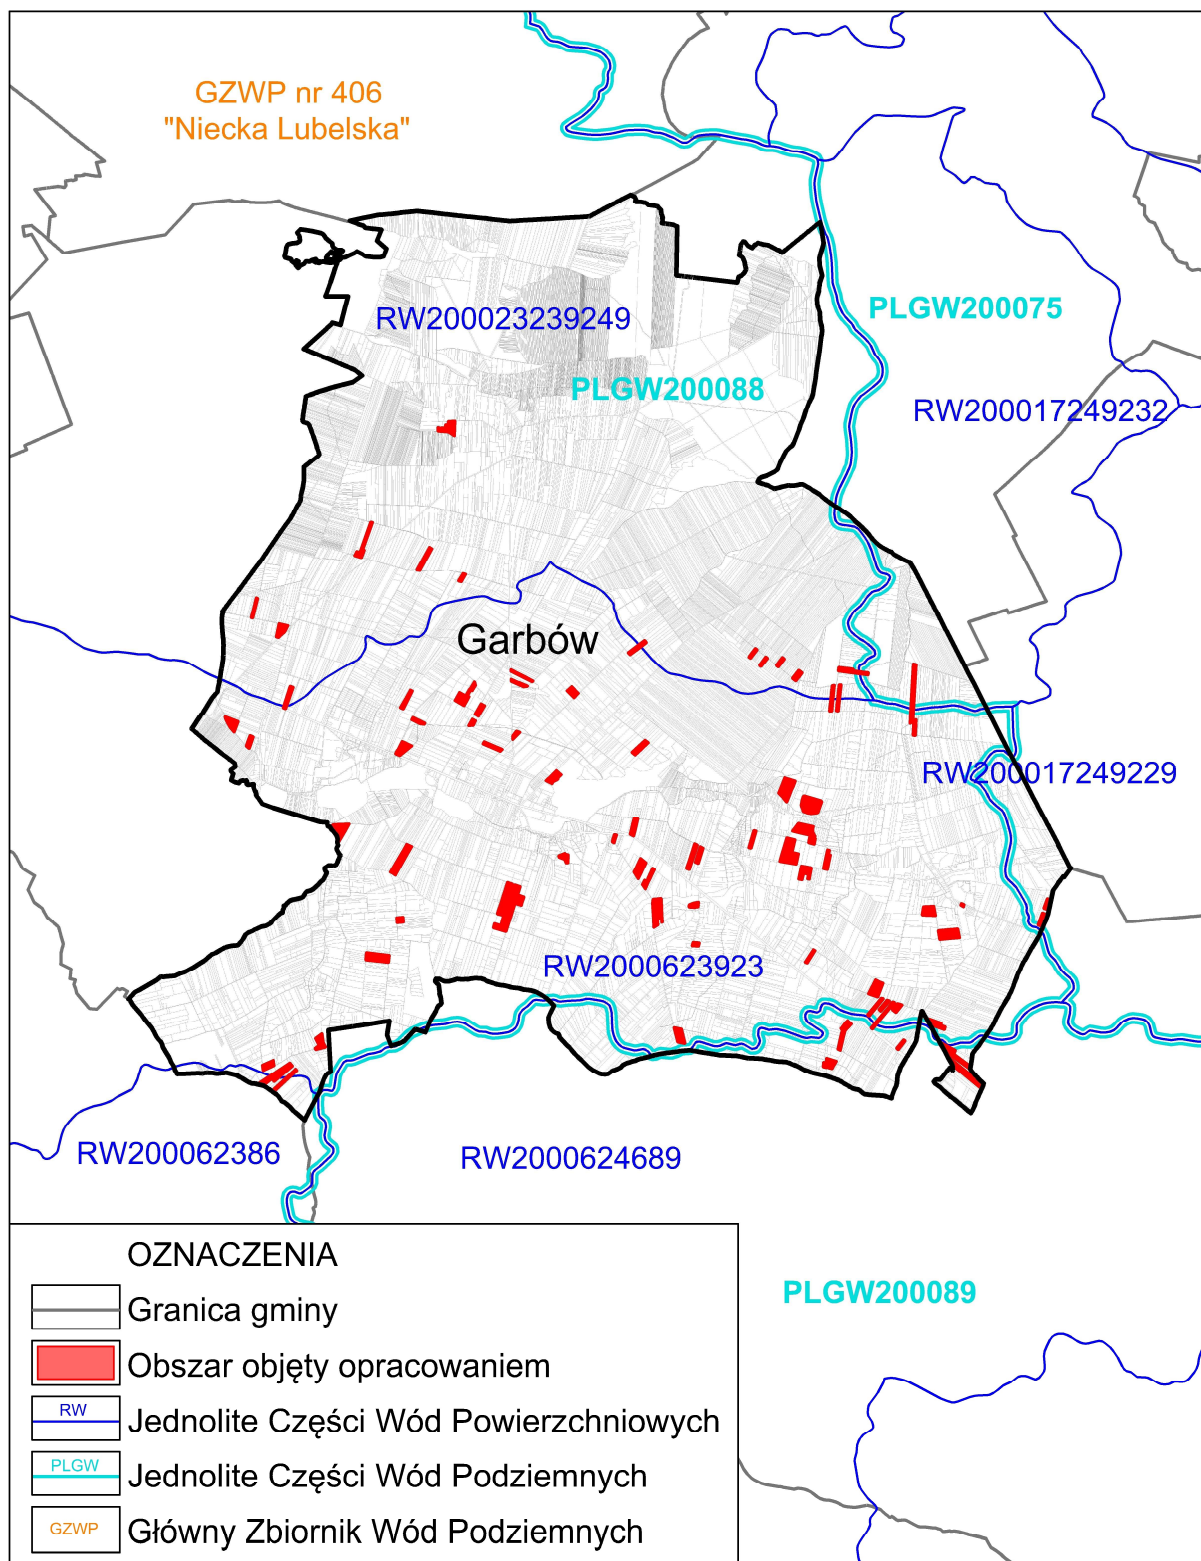 GZWP nr 406
"Niecka Lubelska"
PLGW200075
RW200023239249
PLGW200088
RW200017249232
Garbów
RW200017249229
RW2000623923
RW200062386
RW2000624689
PLGW200089
OZNACZENIA
Granica gminy
Obszar objęty opracowaniem
RW Jednolite Części Wód Powierzchniowych
PLGW Jednolite Części Wód Podziemnych
GZWP Główny Zbiornik Wód Podziemnych